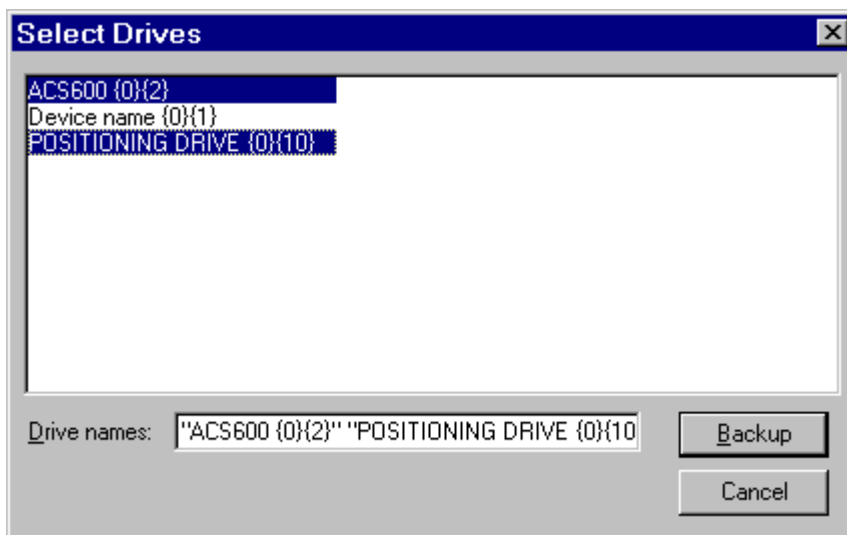 Select Drives
ACS600 {0}{2}
Device name {0}{1}
POSITIONING DRIVE {0}{10}
Drive names: "ACS600 {0}{2}" "POSITIONING DRIVE {0}{10
Backup
Cancel